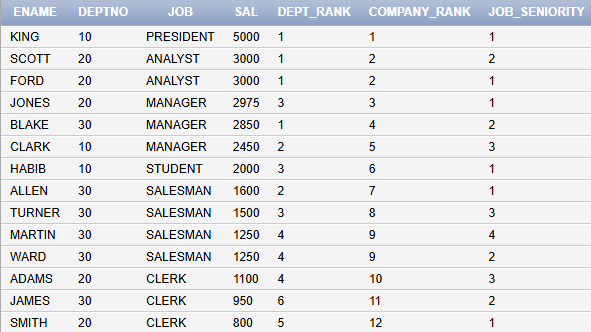 ENAME DEPTNO JOB SAL DEPT_RANK COMPANY_RANK JOB_SENIORITY
KING 10 PRESIDENT 5000 1 1 1
SCOTT 20 ANALYST 3000 1 2 2
FORD 20 ANALYST 3000 1 2 1
JONES 20 MANAGER 2975 3 3 1
BLAKE 30 MANAGER 2850 1 4 2
CLARK 10 MANAGER 2450 2 5 3
HABIB 10 STUDENT 2000 3 6 1
ALLEN 30 SALESMAN 1600 2 7 1
TURNER 30 SALESMAN 1500 3 8 3
MARTIN 30 SALESMAN 1250 4 9 4
WARD 30 SALESMAN 1250 4 9 2
ADAMS 20 CLERK 1100 4 10 3
JAMES 30 CLERK 950 6 11 2
SMITH 20 CLERK 800 5 12 1